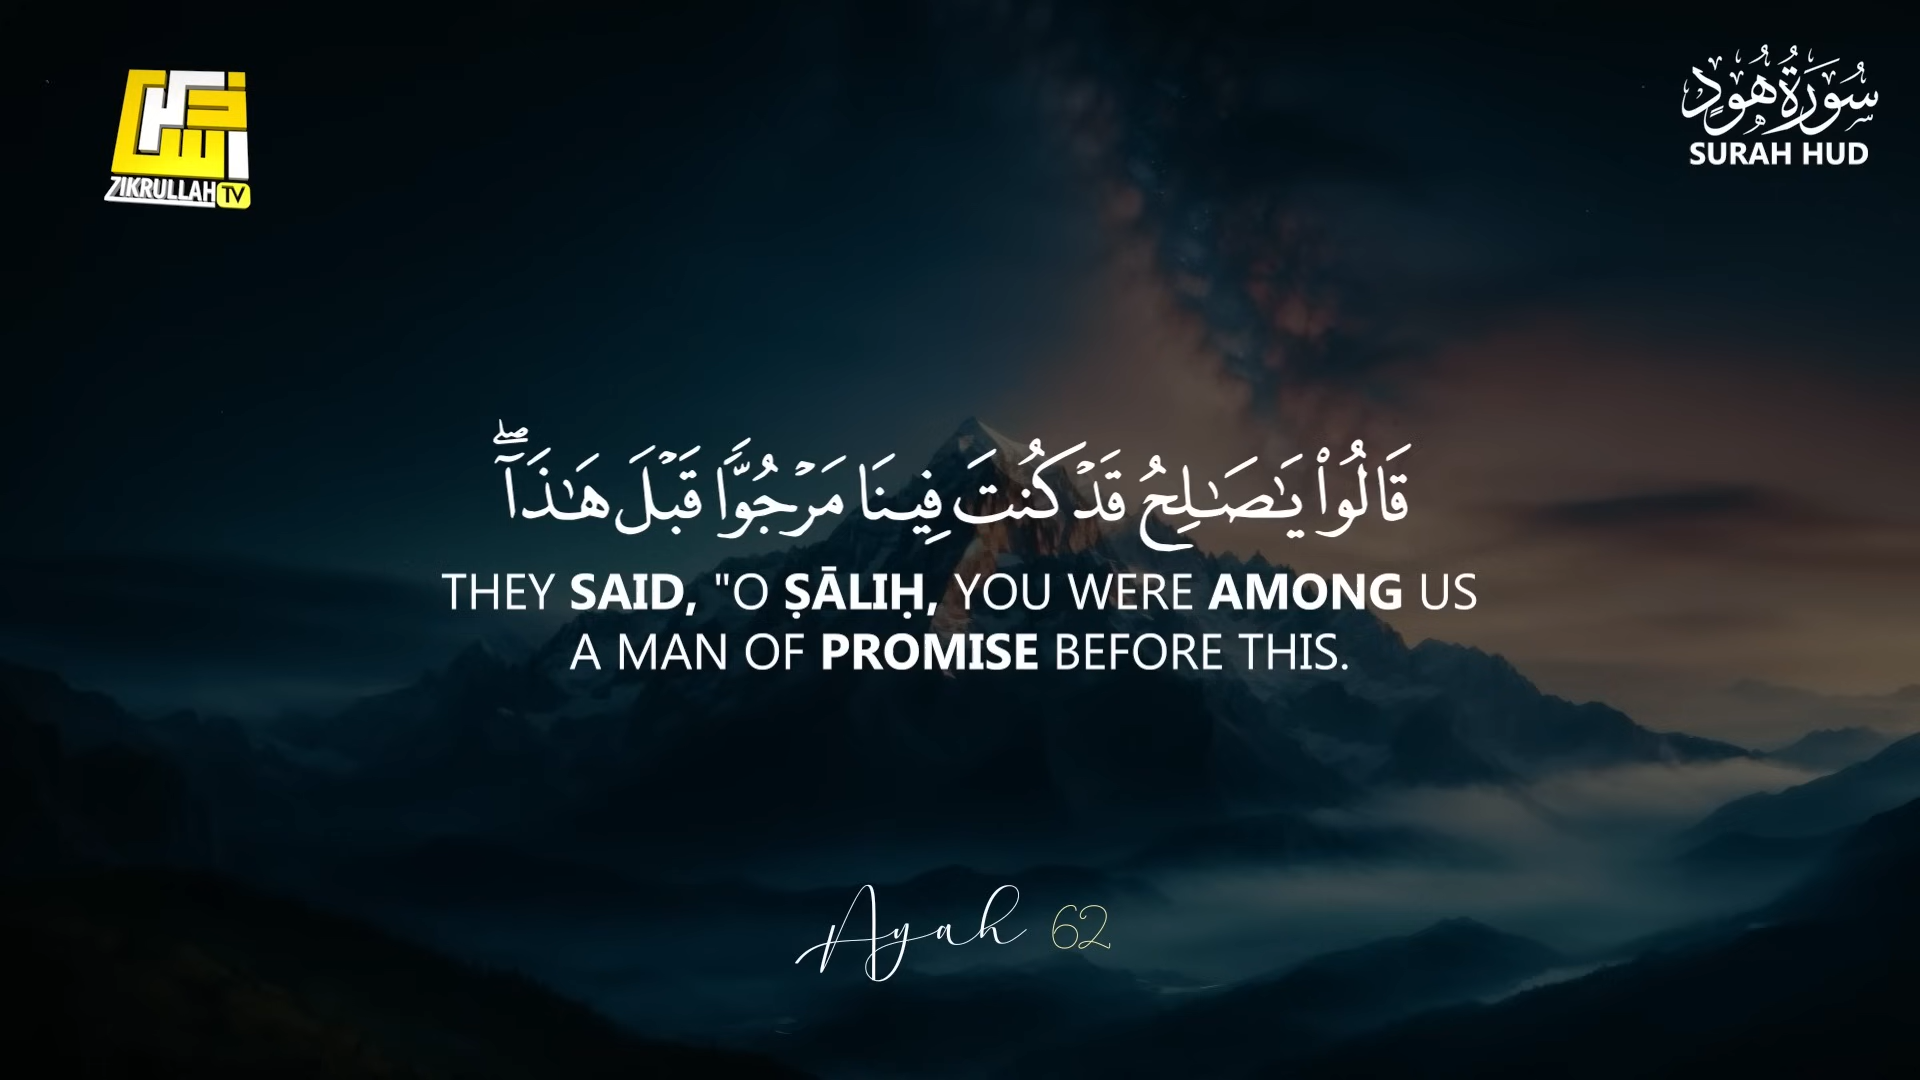 ZIKRULLAH TV
سُورَةُ هُودٍ
SURAH HUD
قَالُوا۟ يَـٰصَـٰلِحُ قَدْ كُنتَ فِينَا مَرْجُوًّا قَبْلَ هَـٰذَآ ۖ
THEY SAID, "O ṢĀLIḤ, YOU WERE AMONG US
A MAN OF PROMISE BEFORE THIS.
Ayah 62